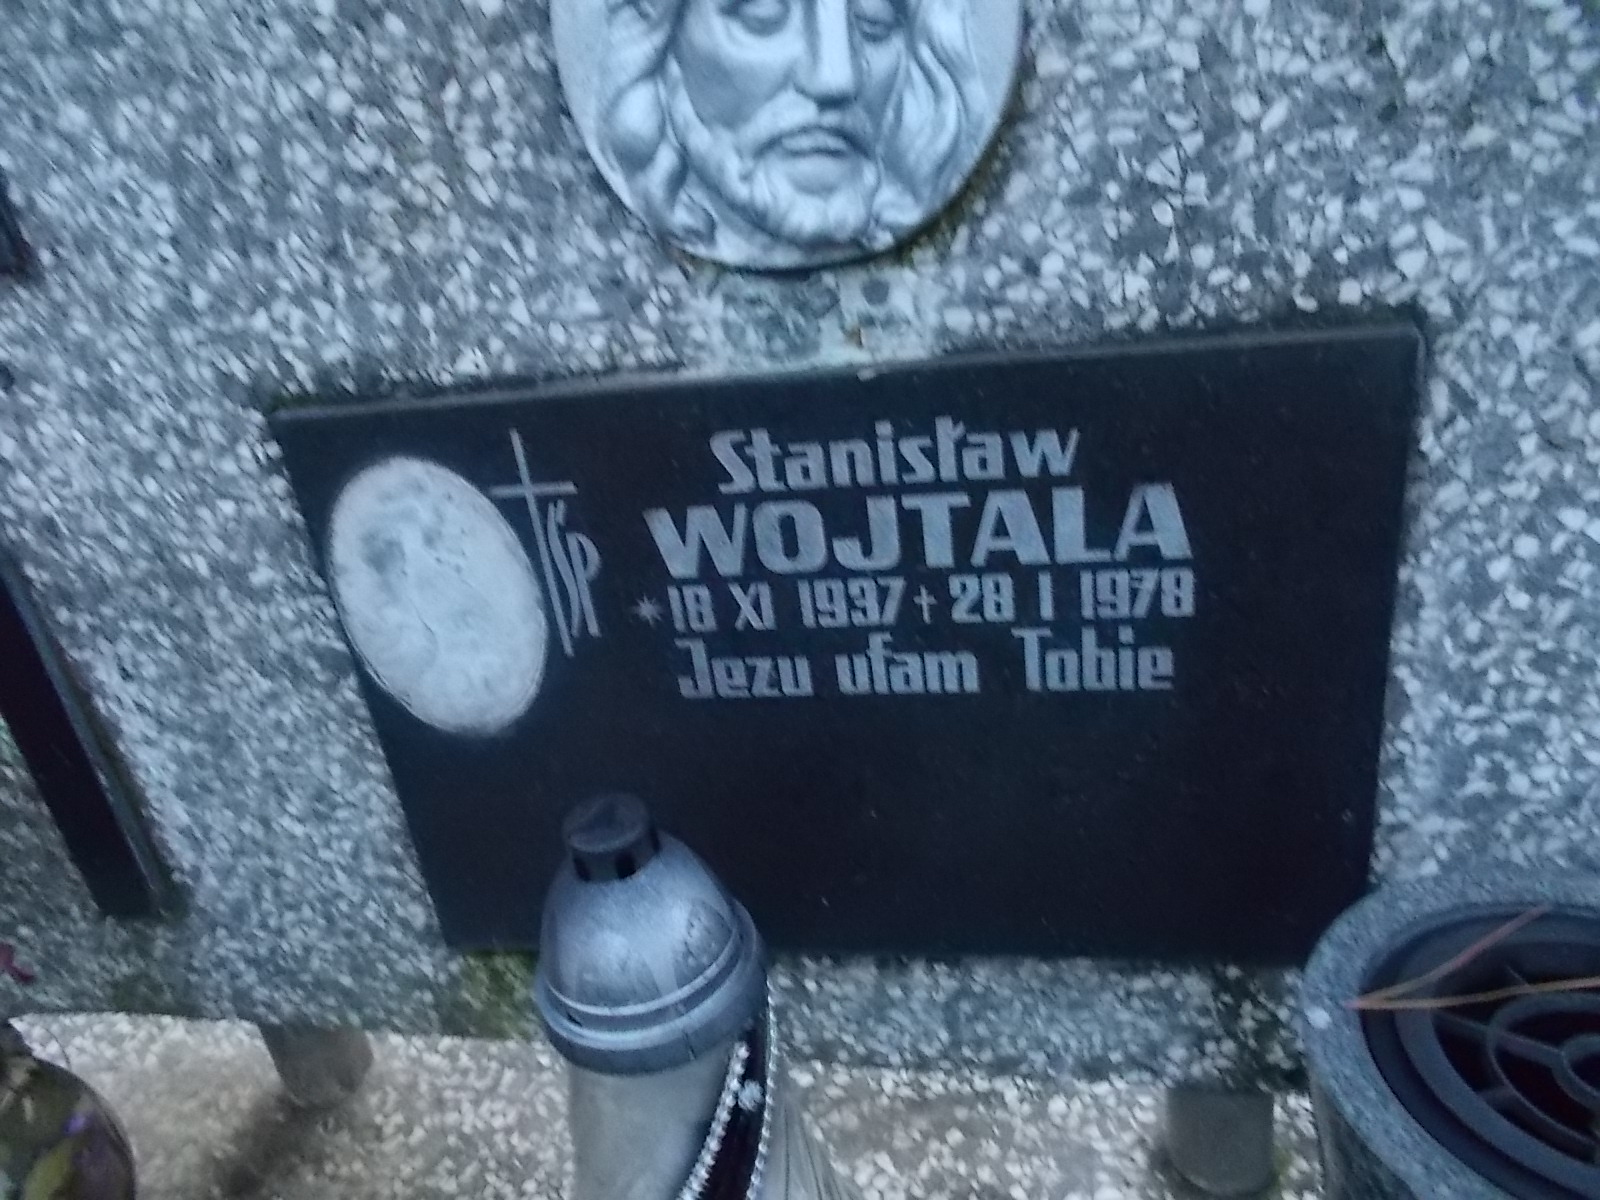 ŚP
Stanisław
WOJTALA
* 18 XI 1937 † 28 I 1978
Jezu ufam Tobie